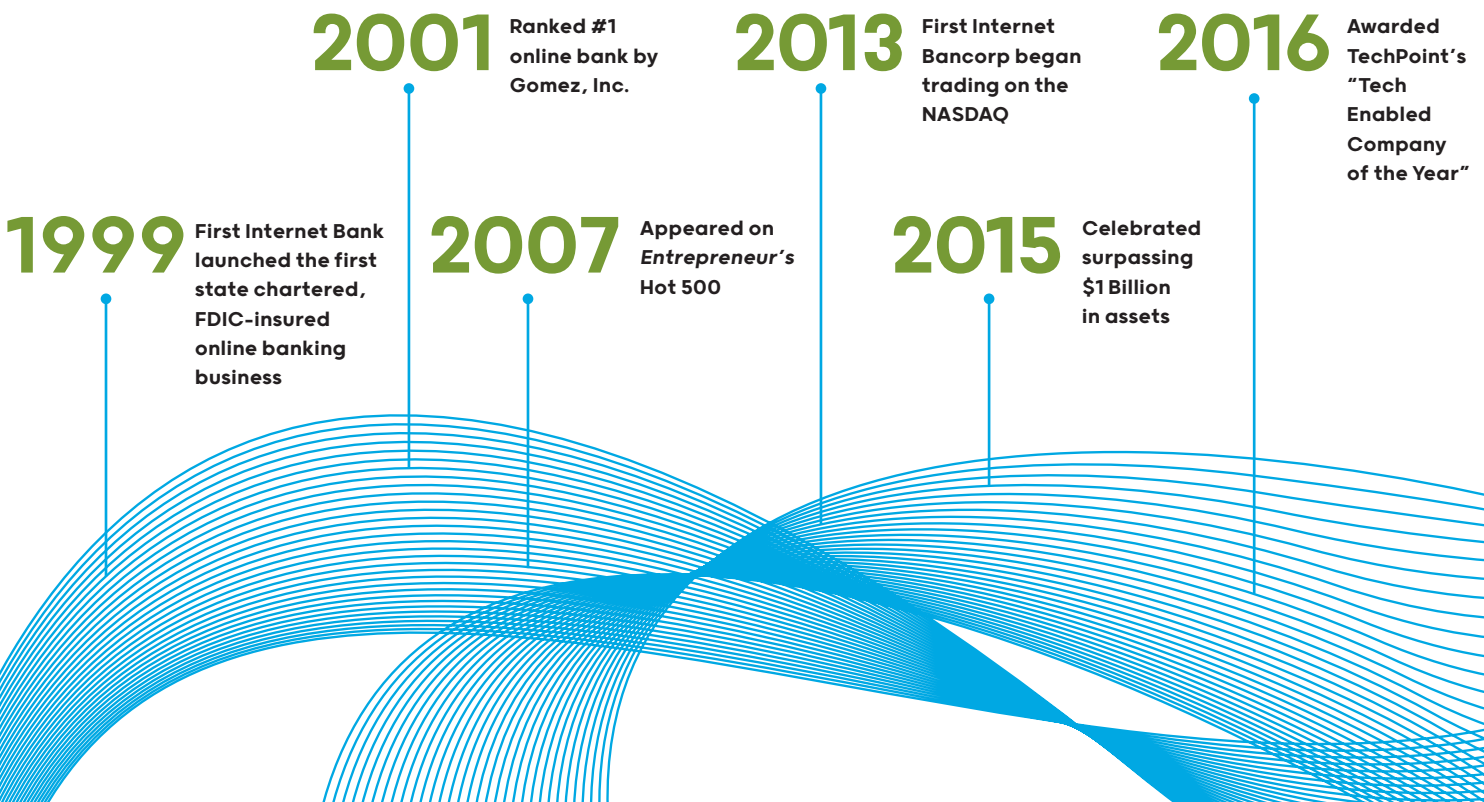 1999
First Internet Bank
launched the first
state chartered,
FDIC-insured
online banking
business
2001
Ranked #1
online bank by
Gomez, Inc.
2007
Appeared on
Entrepreneur’s
Hot 500
2013
First Internet
Bancorp began
trading on the
NASDAQ
2015
Celebrated
surpassing
$1 Billion
in assets
2016
Awarded
TechPoint’s
“Tech
Enabled
Company
of the Year”